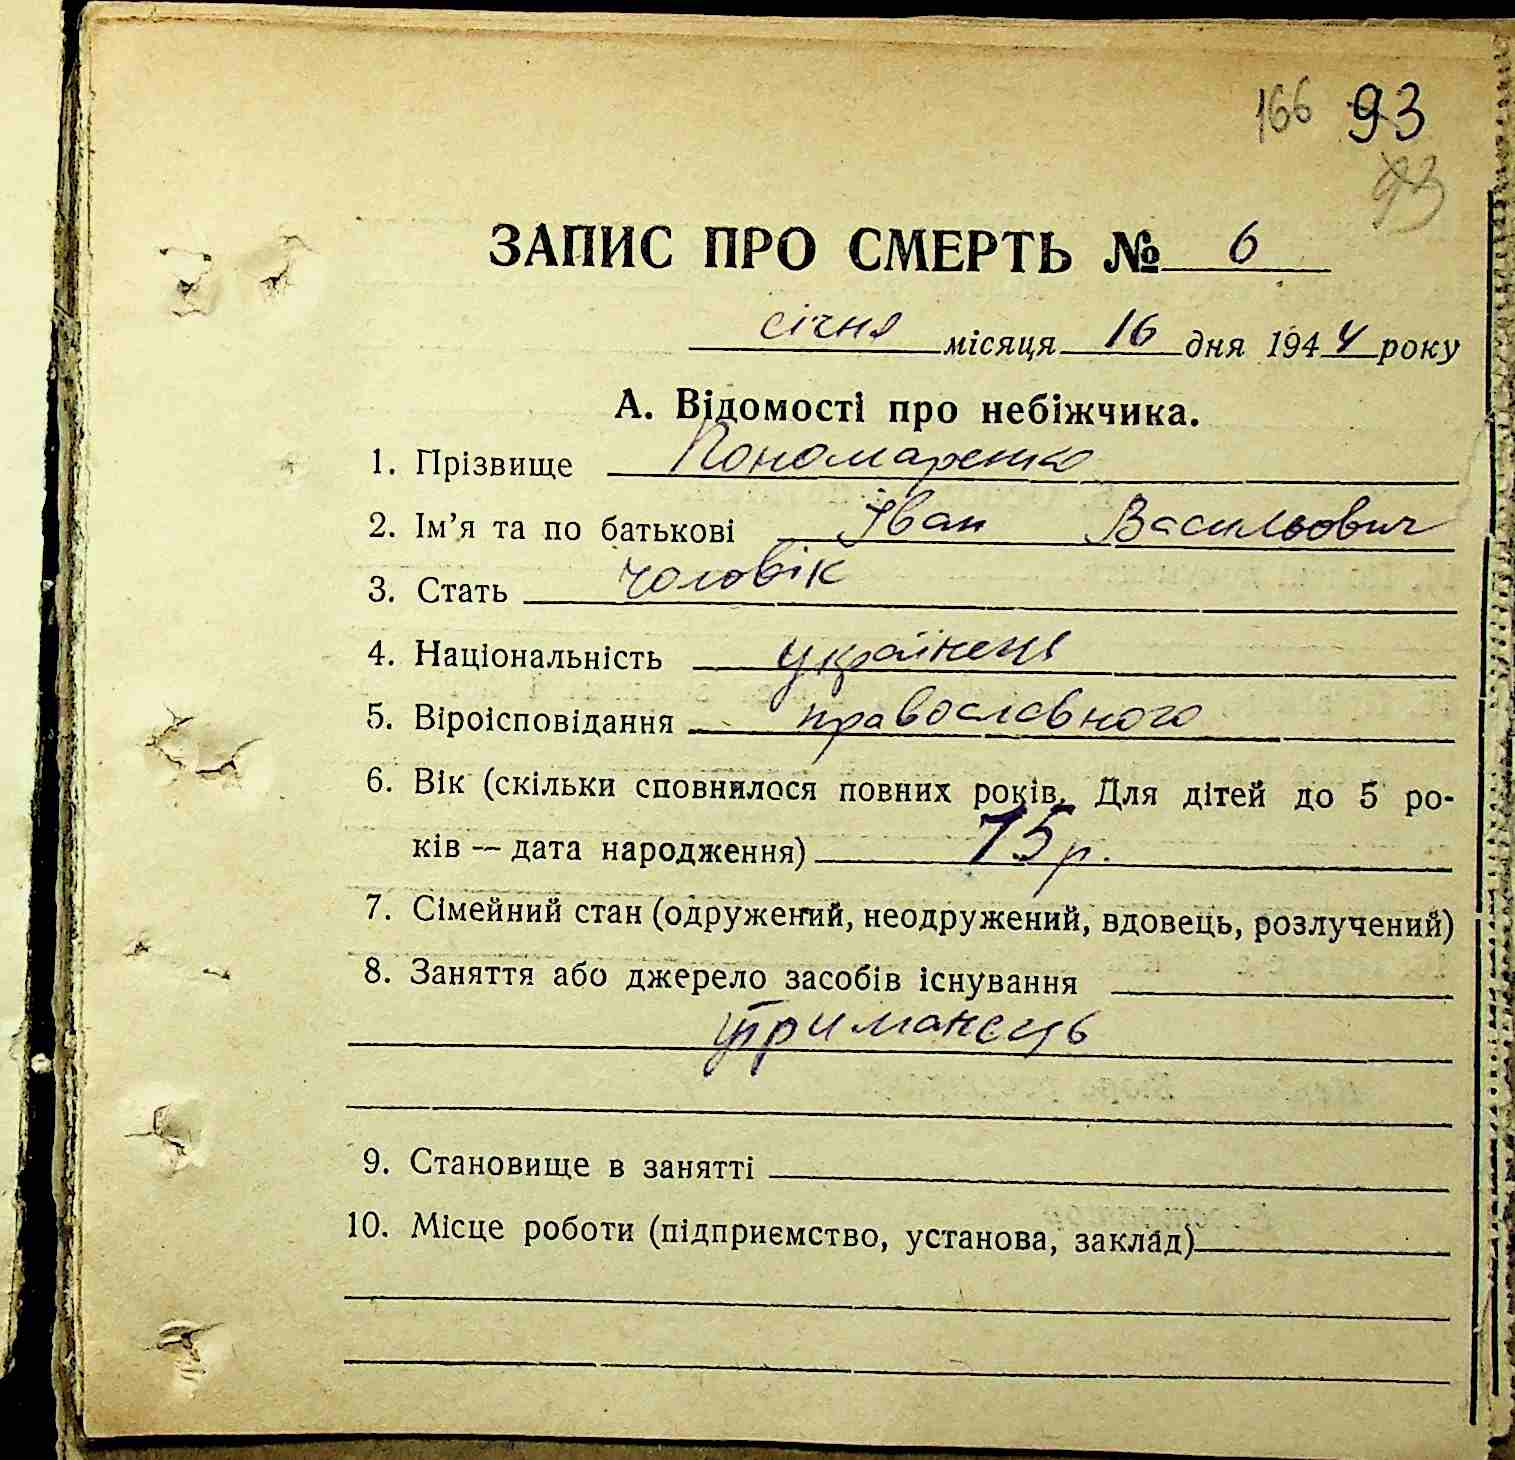 166 93
93
ЗАПИС ПРО СМЕРТЬ № 6
січня місяця 16 дня 1944 року
А. Відомості про небіжчика.
1. Прізвище Пономаренко
2. Ім'я та по батькові Іван Васильович
3. Стать чоловік
4. Національність українець
5. Віроісповідання православного
6. Вік (скільки сповнилося повних років. Для дітей до 5 ро-
ків — дата народження) 75 р.
7. Сімейний стан (одружений, неодружений, вдовець, розлучений)
8. Заняття або джерело засобів існування
утриманець
9. Становище в занятті
10. Місце роботи (підприємство, установа, заклад)